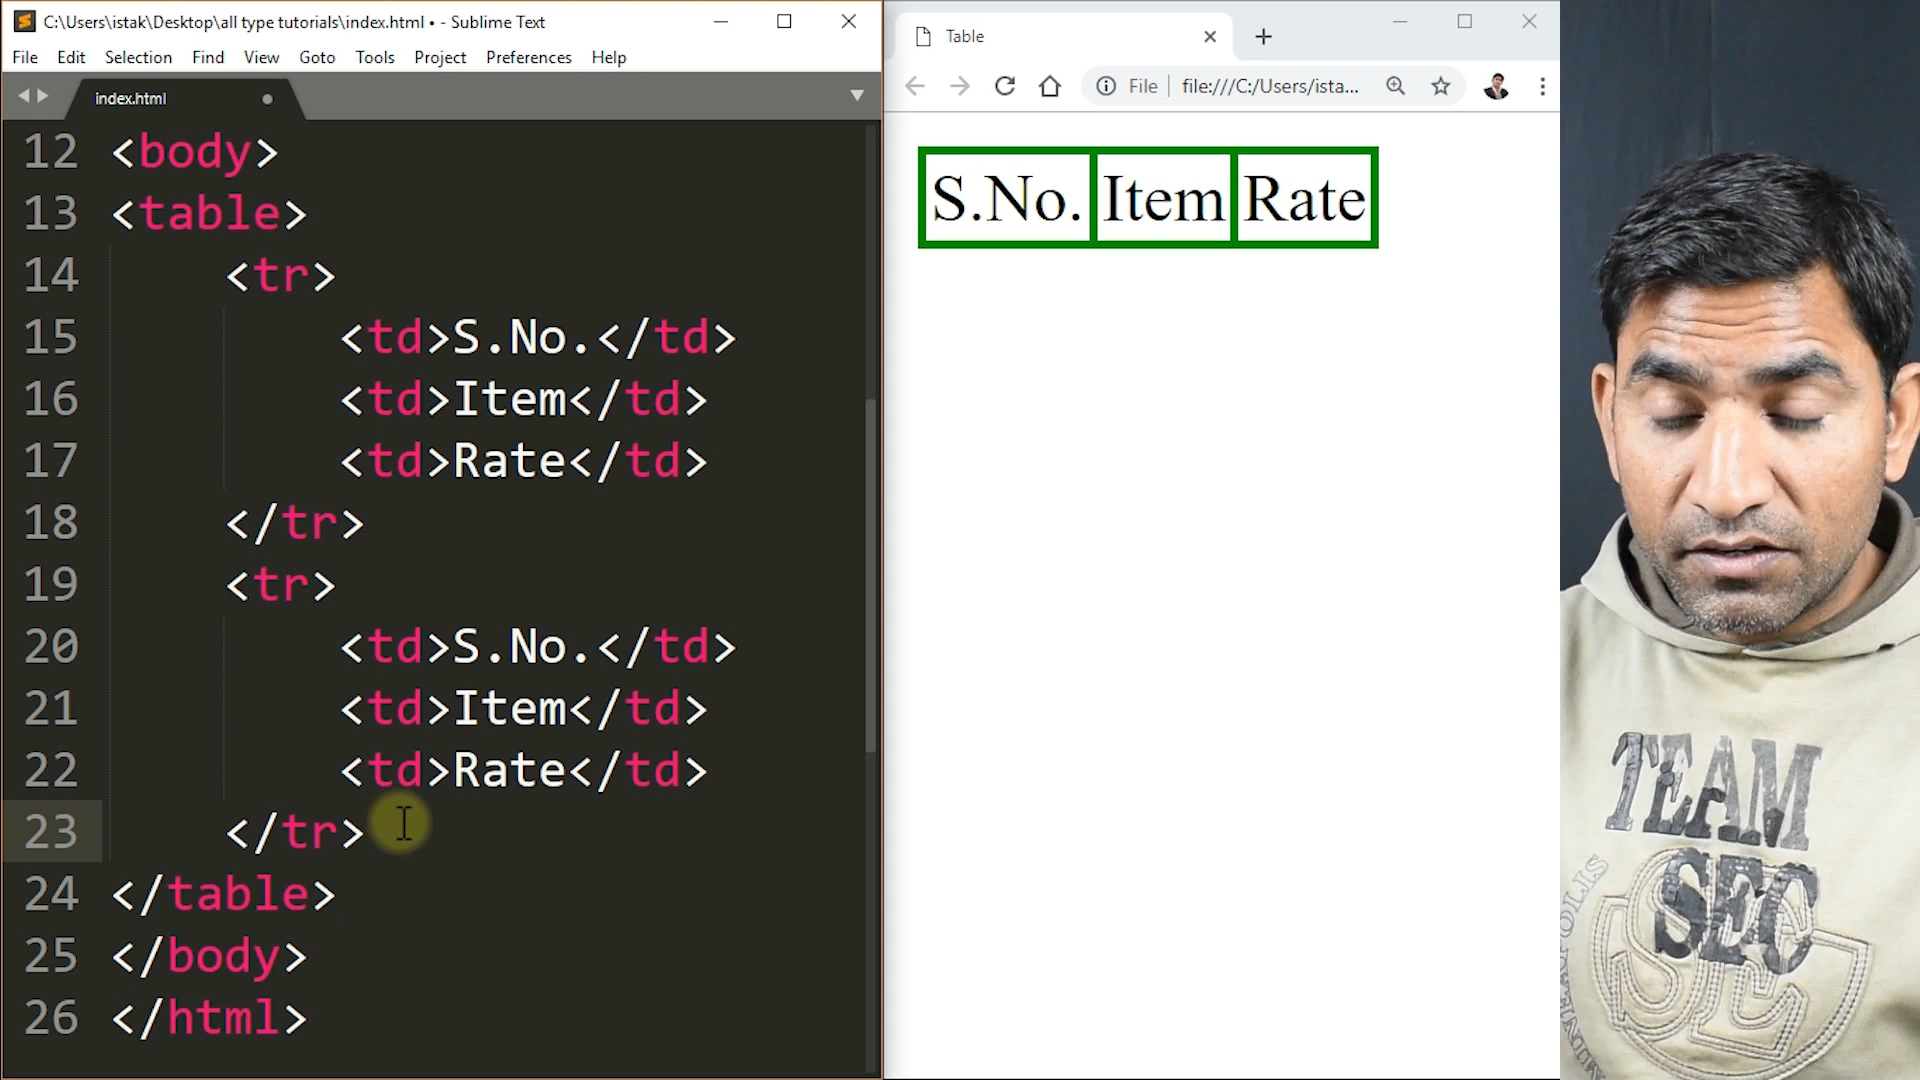 C:\Users\istak\Desktop\all type tutorials\index.html • - Sublime Text
File Edit Selection Find View Goto Tools Project Preferences Help
index.html
12 <body>
13 <table>
14 <tr>
15 <td>S.No.</td>
16 <td>Item</td>
17 <td>Rate</td>
18 </tr>
19 <tr>
20 <td>S.No.</td>
21 <td>Item</td>
22 <td>Rate</td>
23 </tr>
24 </table>
25 </body>
26 </html>
Table
File file:///C:/Users/ista...
S.No. Item Rate
TEAM
SEC